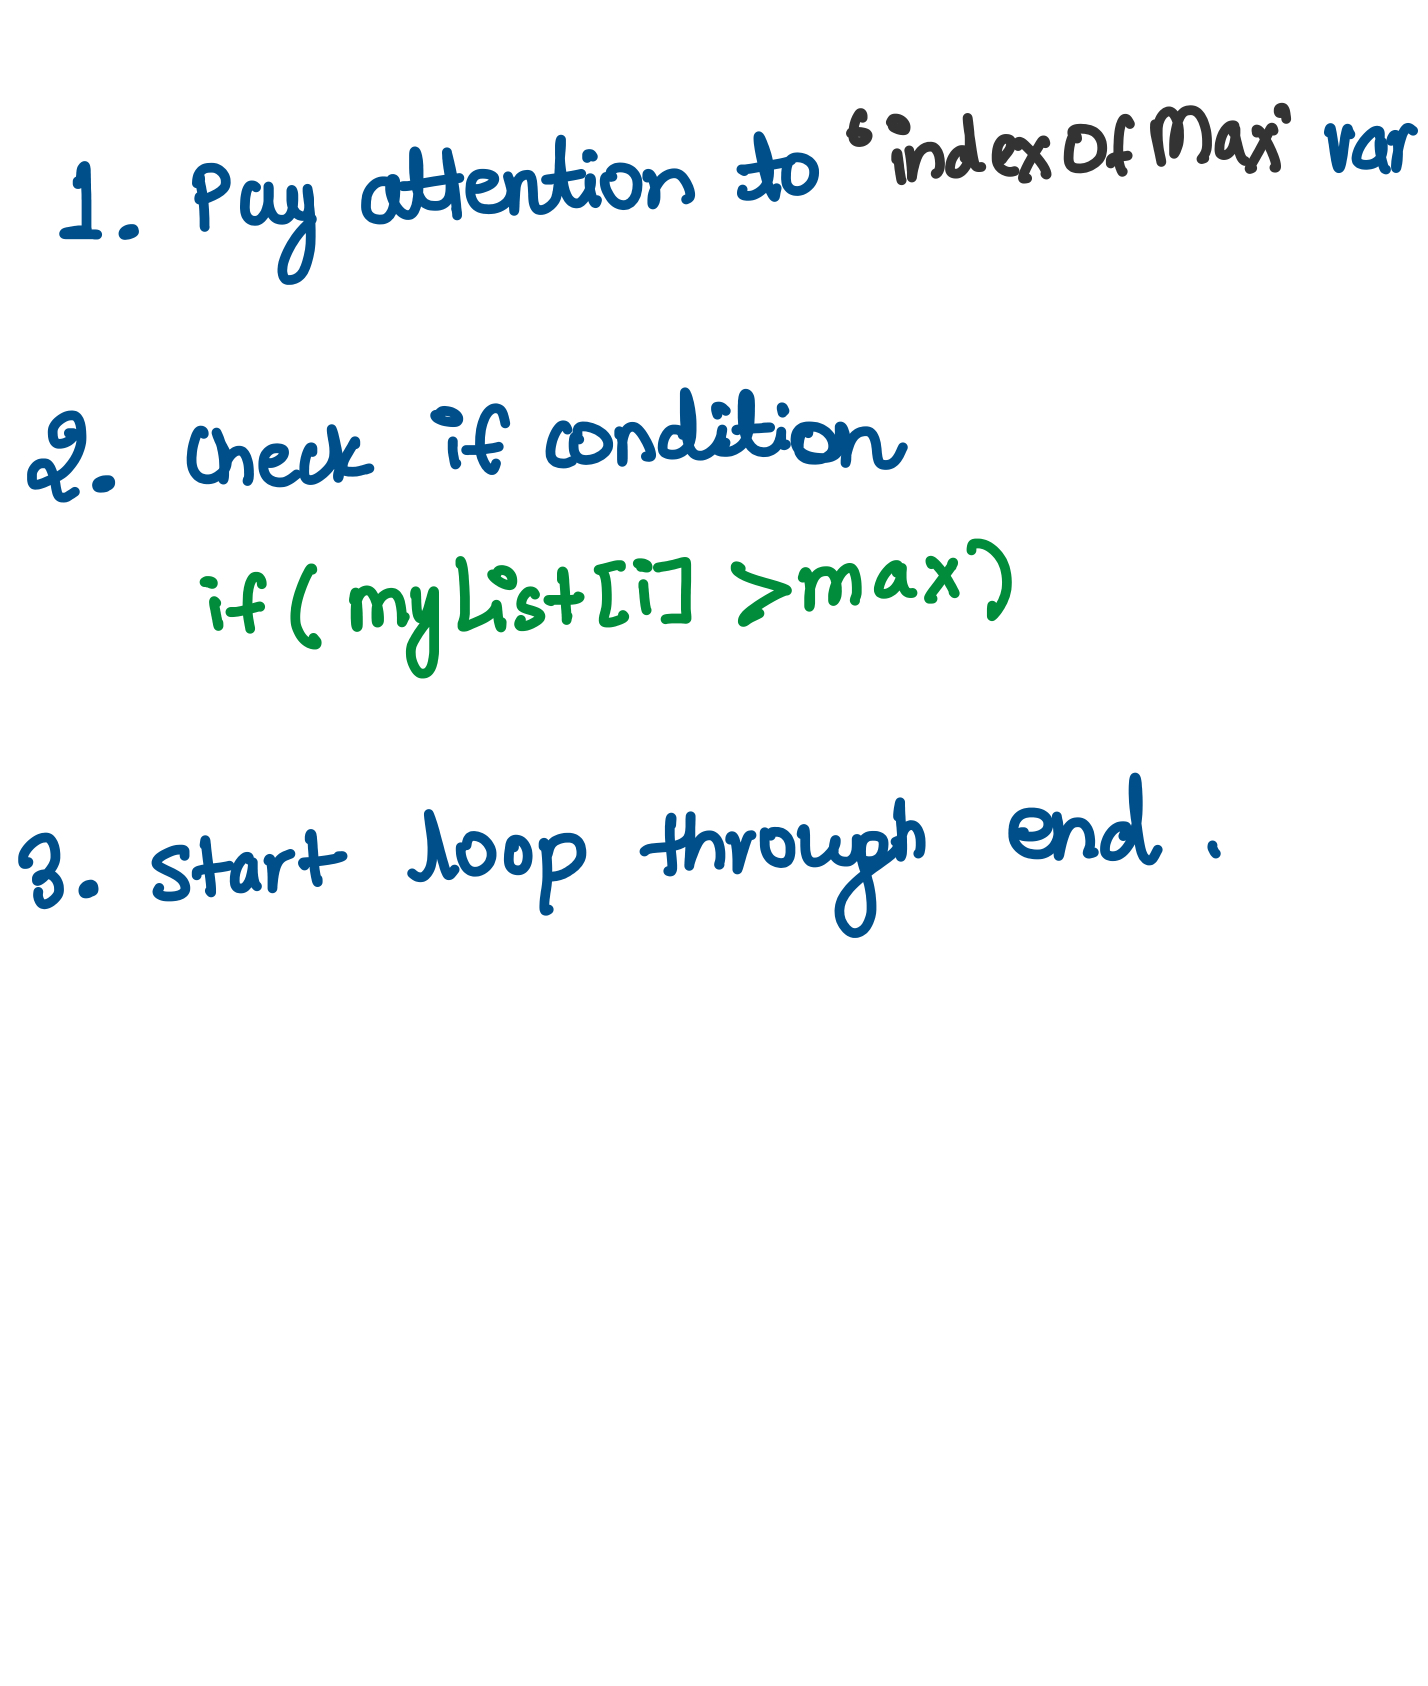 1. Pay attention to 'indexOfMax' var
2. Check if condition
if (myList[i] > max)
3. start loop through end.